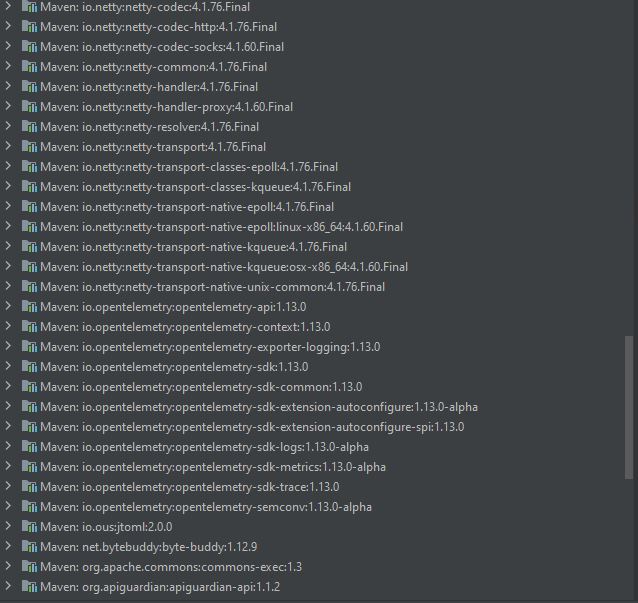 Maven: io.netty:netty-codec:4.1.76.Final
Maven: io.netty:netty-codec-http:4.1.76.Final
Maven: io.netty:netty-codec-socks:4.1.60.Final
Maven: io.netty:netty-common:4.1.76.Final
Maven: io.netty:netty-handler:4.1.76.Final
Maven: io.netty:netty-handler-proxy:4.1.60.Final
Maven: io.netty:netty-resolver:4.1.76.Final
Maven: io.netty:netty-transport:4.1.76.Final
Maven: io.netty:netty-transport-classes-epoll:4.1.76.Final
Maven: io.netty:netty-transport-classes-kqueue:4.1.76.Final
Maven: io.netty:netty-transport-native-epoll:4.1.76.Final
Maven: io.netty:netty-transport-native-epoll:linux-x86_64:4.1.60.Final
Maven: io.netty:netty-transport-native-kqueue:4.1.76.Final
Maven: io.netty:netty-transport-native-kqueue:osx-x86_64:4.1.60.Final
Maven: io.netty:netty-transport-native-unix-common:4.1.76.Final
Maven: io.opentelemetry:opentelemetry-api:1.13.0
Maven: io.opentelemetry:opentelemetry-context:1.13.0
Maven: io.opentelemetry:opentelemetry-exporter-logging:1.13.0
Maven: io.opentelemetry:opentelemetry-sdk:1.13.0
Maven: io.opentelemetry:opentelemetry-sdk-common:1.13.0
Maven: io.opentelemetry:opentelemetry-sdk-extension-autoconfigure:1.13.0-alpha
Maven: io.opentelemetry:opentelemetry-sdk-extension-autoconfigure-spi:1.13.0
Maven: io.opentelemetry:opentelemetry-sdk-logs:1.13.0-alpha
Maven: io.opentelemetry:opentelemetry-sdk-metrics:1.13.0-alpha
Maven: io.opentelemetry:opentelemetry-sdk-trace:1.13.0
Maven: io.opentelemetry:opentelemetry-semconv:1.13.0-alpha
Maven: io.ous:jtoml:2.0.0
Maven: net.bytebuddy:byte-buddy:1.12.9
Maven: org.apache.commons:commons-exec:1.3
Maven: org.apiguardian:apiguardian-api:1.1.2